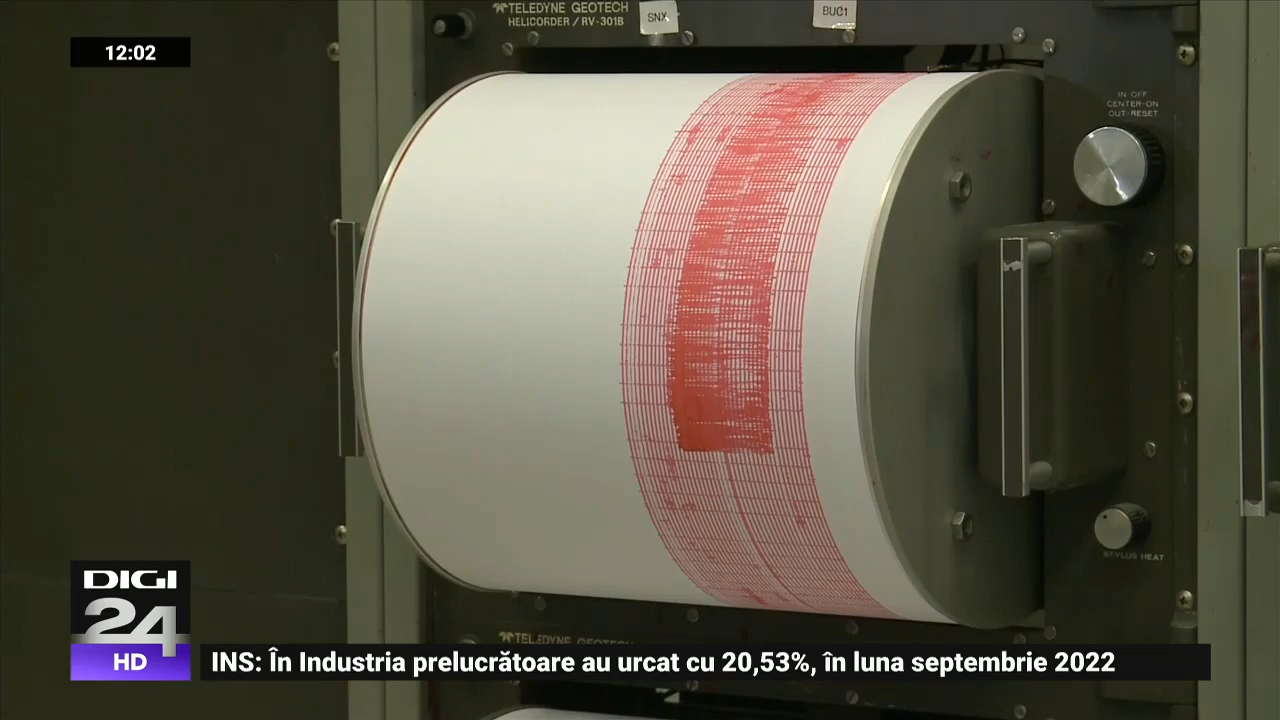 TELEDYNE GEOTECH
HELICORDER / RV-301B
SNX
BUC1
12:02
IN-OFF
CENTER-ON
OUT-RESET
STYLUS HEAT
DIGI
24
HD
TELEDYNE GEOTECH
INS: În Industria prelucrătoare au urcat cu 20,53%, în luna septembrie 2022